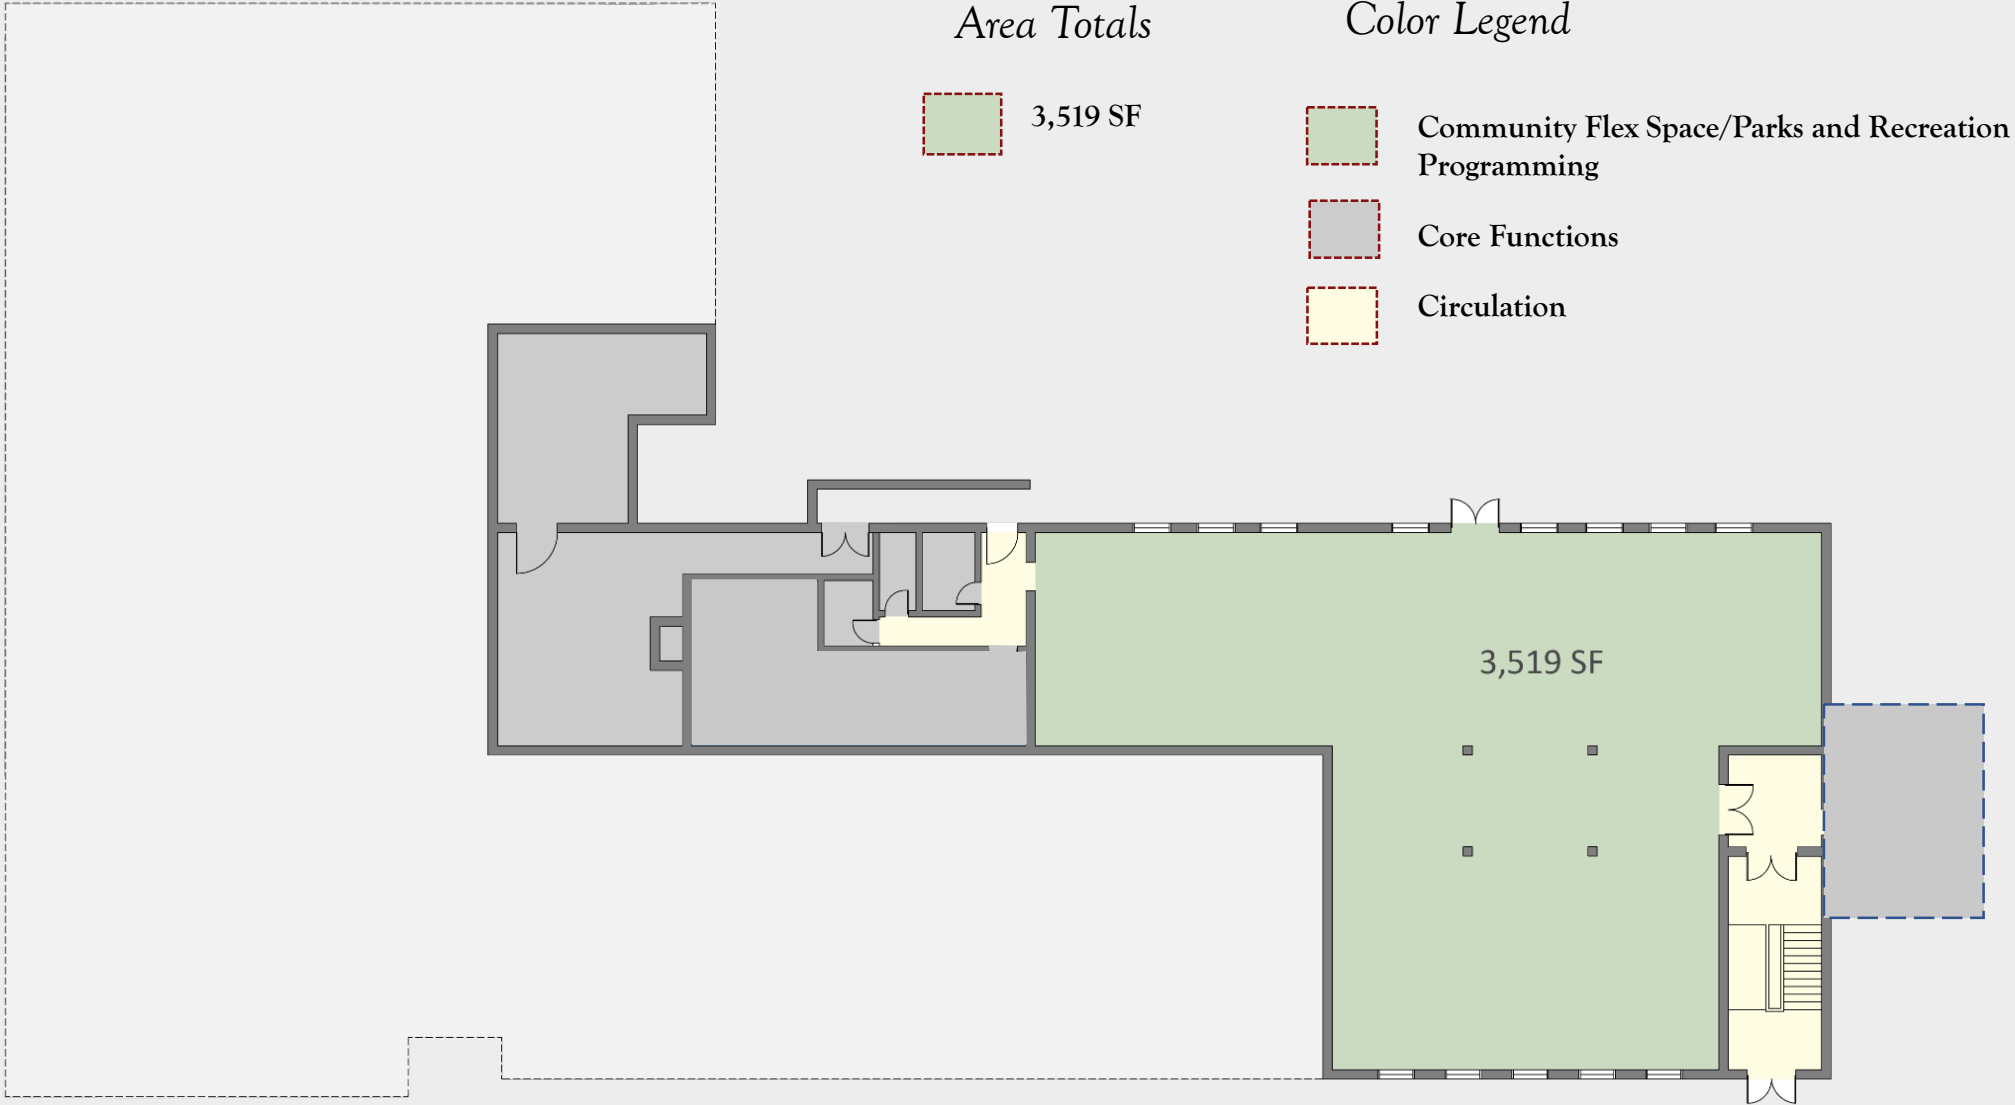 Area Totals
Color Legend
3,519 SF
Community Flex Space/Parks and Recreation
Programming
Core Functions
Circulation
3,519 SF